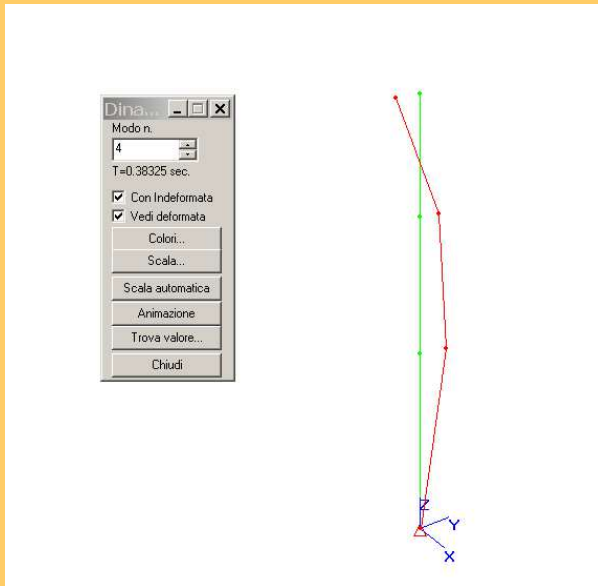 Dina...
Modo n.
4
T=0.38325 sec.
Con Indeformata
Vedi deformata
Colori...
Scala...
Scala automatica
Animazione
Trova valore...
Chiudi
Z
Y
X